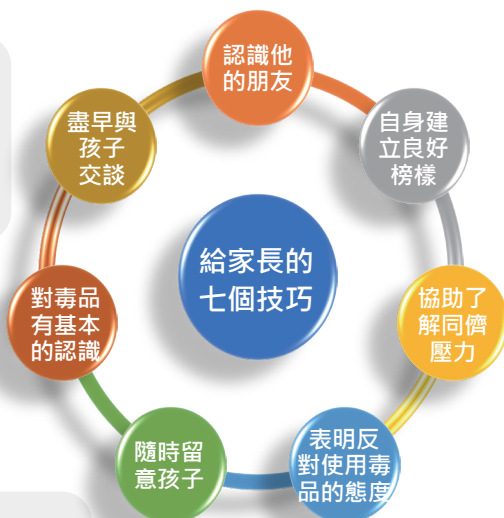 給家長的
七個技巧
認識他
的朋友
自身建
立良好
榜樣
協助了
解同儕
壓力
表明反
對使用毒
品的態度
隨時留
意孩子
對毒品
有基本
的認識
盡早與
孩子
交談